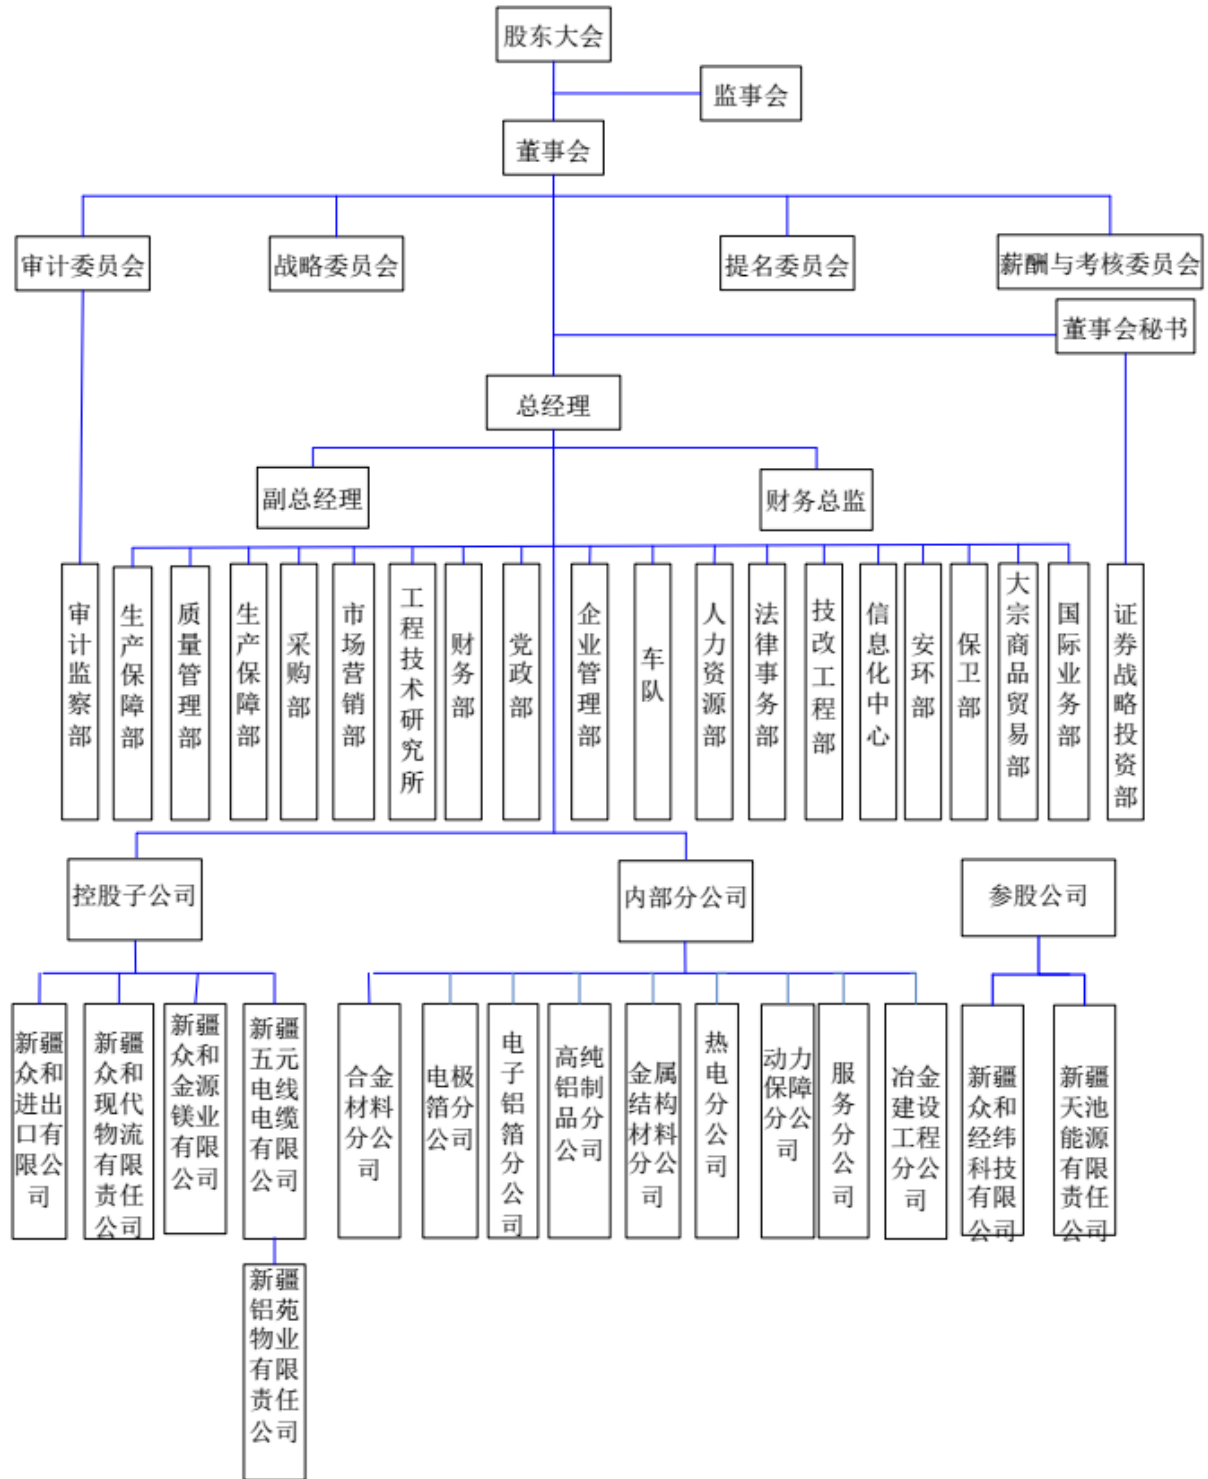 股东大会
监事会
董事会
审计委员会
战略委员会
提名委员会
薪酬与考核委员会
董事会秘书
总经理
副总经理
财务总监
审计监察部
生产保障部
质量管理部
生产保障部
采购部
市场营销部
工程技术研究所
财务部
党政部
企业管理部
车队
人力资源部
法律事务部
技改工程部
信息化中心
安环部
保卫部
大宗商品贸易部
国际业务部
证券战略投资部
控股子公司
内部分公司
参股公司
新疆
众和
进出
口有
限公
司
新疆
众和
现代
物流
有限
责任
公司
新疆
众和
金源
镁业
有限
公司
新疆
五元
电线
电缆
有限
公司
合金
材料
分公
司
电极
箔分
公司
电子铝箔分公司
高纯
铝制
品分
公司
金属
结构
材料
分公
司
热电分公司
动力
保障
分公
司
服务分公司
冶金
建设
工程
分公
司
新疆
众和
经纬
科技
有限
公司
新疆
天池
能源
有限
责任
公司
新疆
铝苑
物业
有限
责任
公司